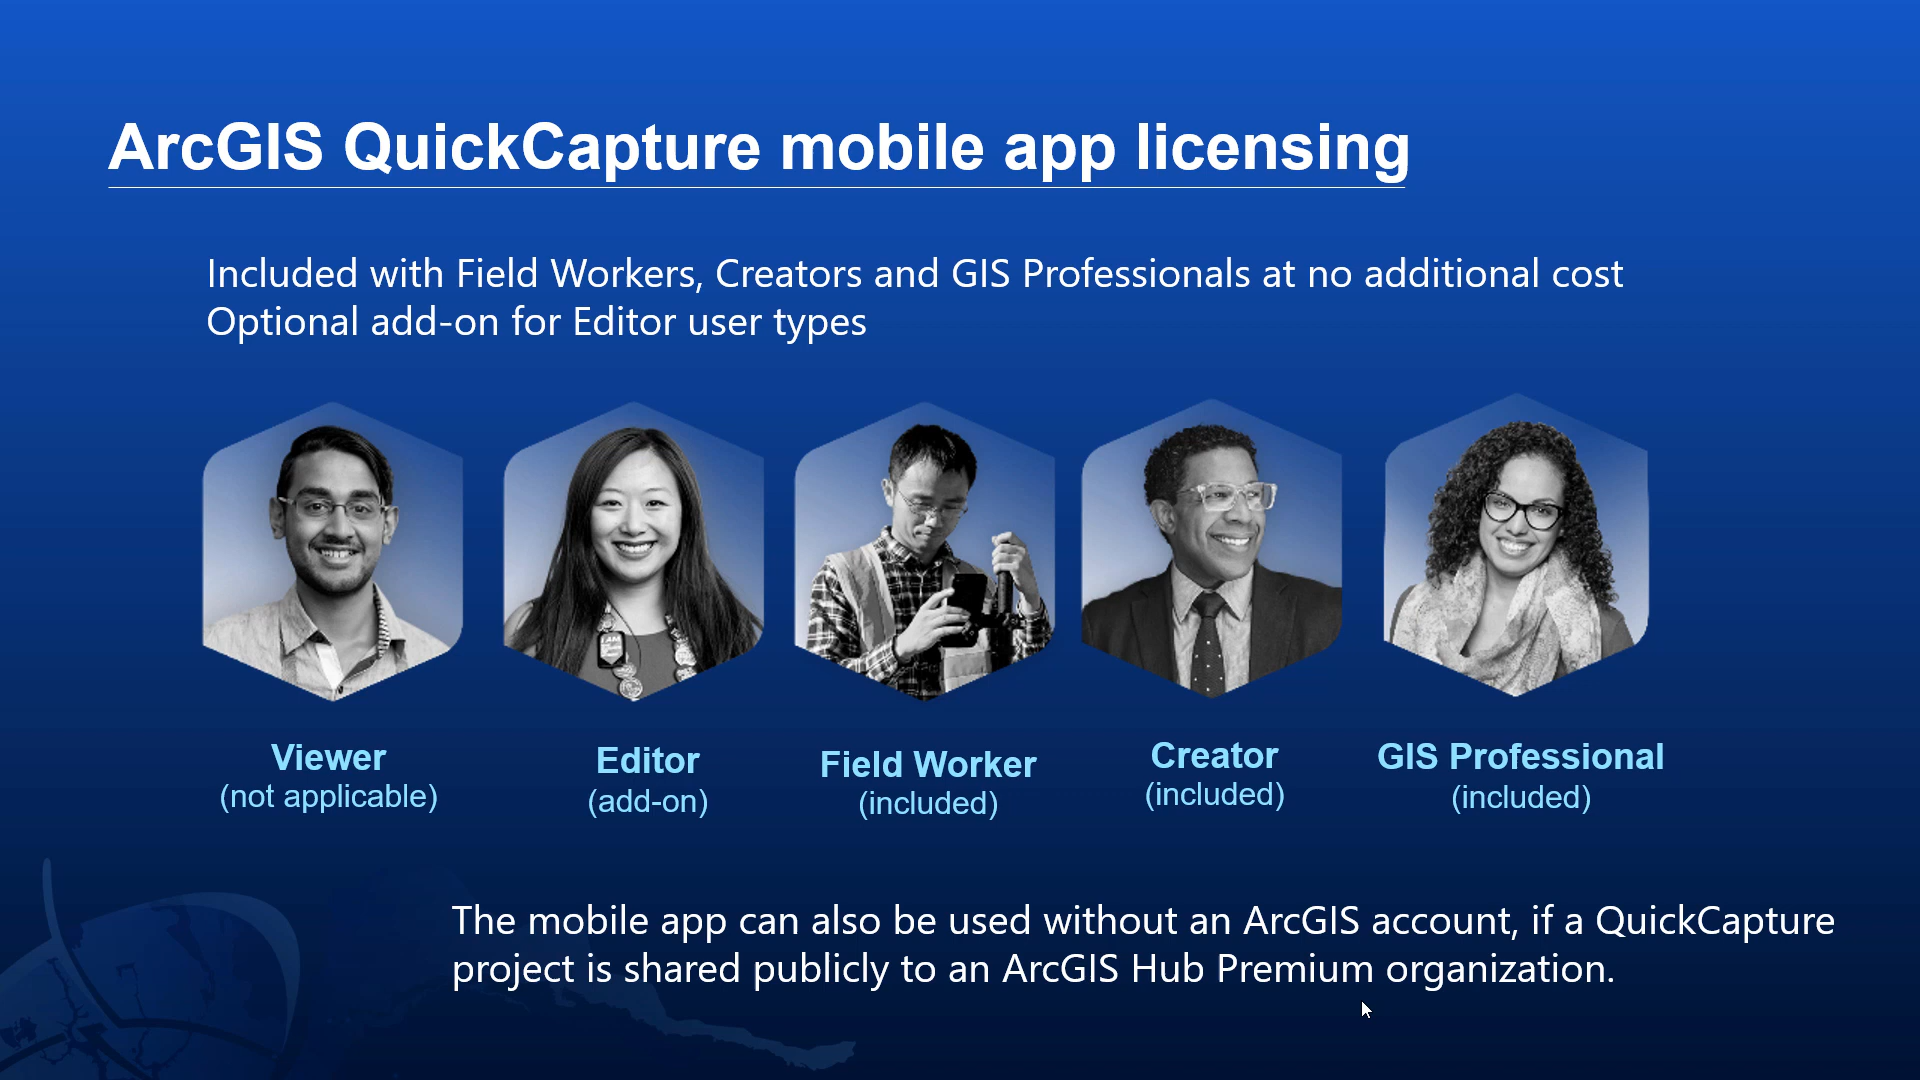 ArcGIS QuickCapture mobile app licensing
Included with Field Workers, Creators and GIS Professionals at no additional cost
Optional add-on for Editor user types
Viewer
(not applicable)
Editor
(add-on)
Field Worker
(included)
Creator
(included)
GIS Professional
(included)
The mobile app can also be used without an ArcGIS account, if a QuickCapture
project is shared publicly to an ArcGIS Hub Premium organization.